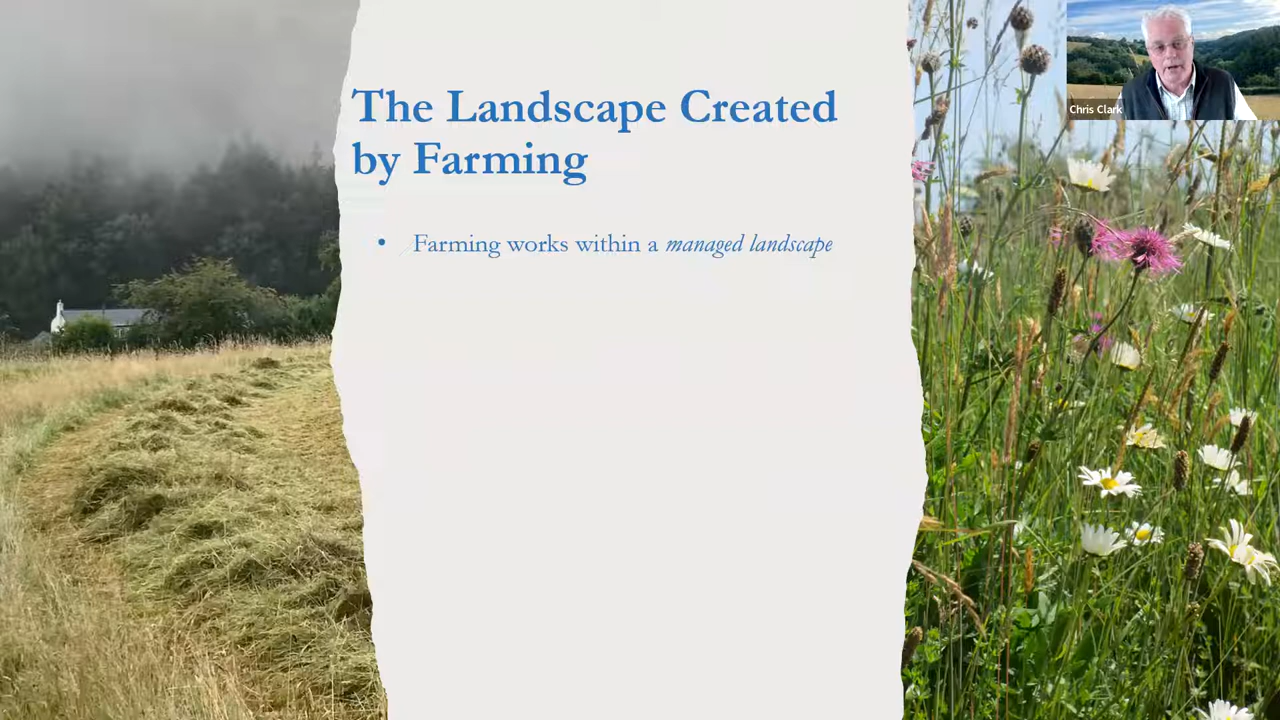 The Landscape Created
by Farming
• Farming works within a managed landscape
Chris Clark